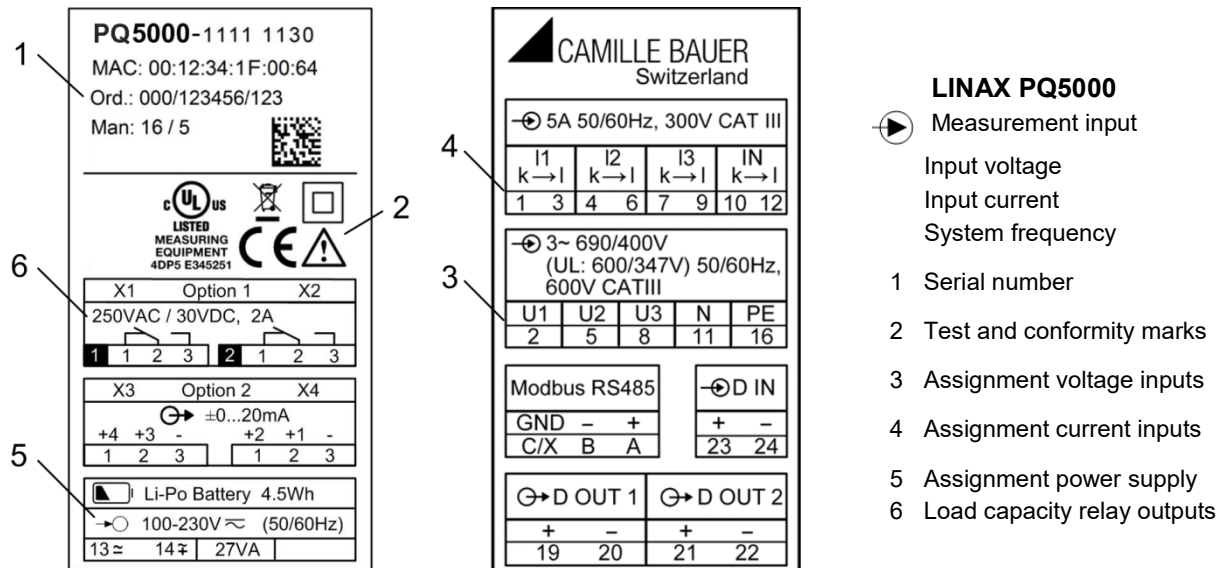 1
PQ5000-1111 1130
MAC: 00:12:34:1F:00:64
Ord.: 000/123456/123
Man: 16 / 5
C UL US
LISTED
MEASURING
EQUIPMENT
4DP5 E345251
CE
2
6
X1 Option 1 X2
250VAC / 30VDC, 2A
1 1 2 3 2 1 2 3
X3 Option 2 X4
±0...20mA
+4 +3 - +2 +1 -
1 2 3 1 2 3
5
Li-Po Battery 4.5Wh
100-230V (50/60Hz)
13 14 27VA
CAMILLE BAUER
Switzerland
4
5A 50/60Hz, 300V CAT III
I1 I2 I3 IN
k→l k→l k→l k→l
1 3 4 6 7 9 10 12
3
3~ 690/400V
(UL: 600/347V) 50/60Hz,
600V CATIII
U1 U2 U3 N PE
2 5 8 11 16
Modbus RS485
GND – +
C/X B A
D IN
+ –
23 24
D OUT 1 D OUT 2
+ – + –
19 20 21 22
LINAX PQ5000
Measurement input
Input voltage
Input current
System frequency
1 Serial number
2 Test and conformity marks
3 Assignment voltage inputs
4 Assignment current inputs
5 Assignment power supply
6 Load capacity relay outputs